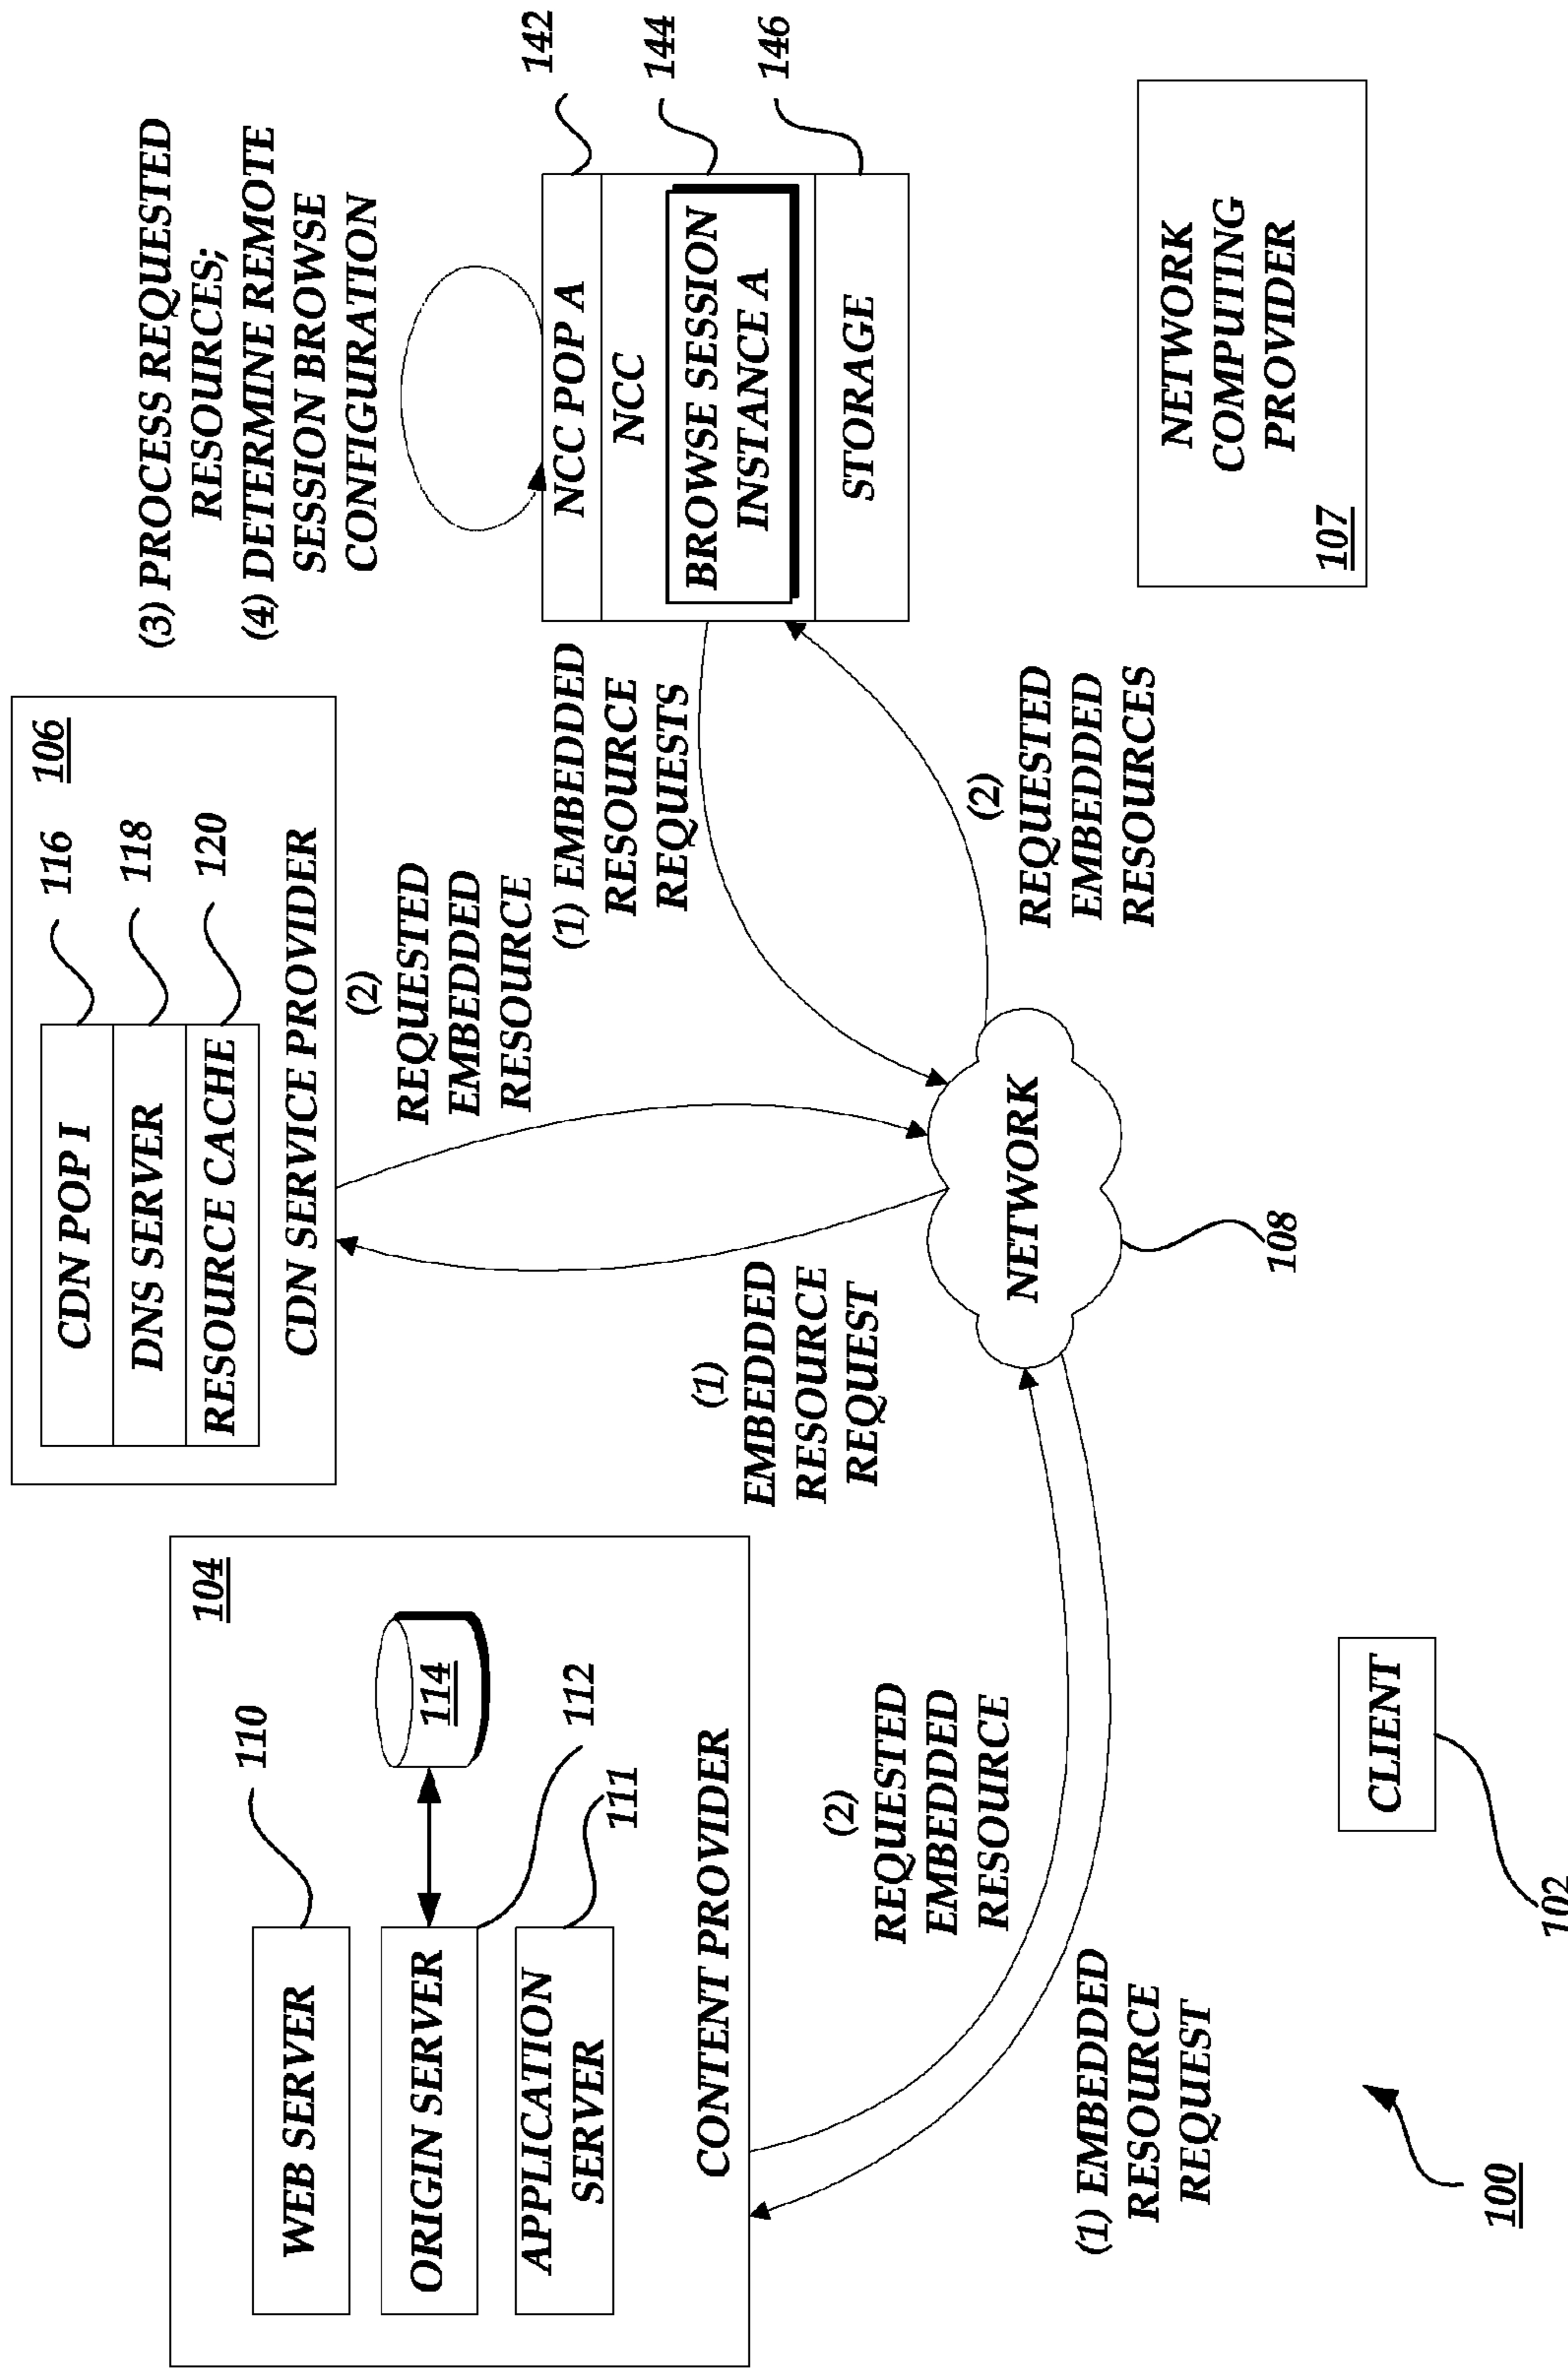 104
110
WEB SERVER
ORIGIN SERVER
114
112
APPLICATION
SERVER
111
CONTENT PROVIDER
106
CDN POP I
116
DNS SERVER
118
RESOURCE CACHE
120
CDN SERVICE PROVIDER
(3) PROCESS REQUESTED
RESOURCES;
(4) DETERMINE REMOTE
SESSION BROWSE
CONFIGURATION
NCC POP A
142
NCC
144
BROWSE SESSION
INSTANCE A
STORAGE
146
(2)
REQUESTED
EMBEDDED
RESOURCE
(1) EMBEDDED
RESOURCE
REQUESTS
(1)
EMBEDDED
RESOURCE
REQUEST
(2)
REQUESTED
EMBEDDED
RESOURCES
(2)
REQUESTED
EMBEDDED
RESOURCE
NETWORK
108
(1) EMBEDDED
RESOURCE
REQUEST
NETWORK
COMPUTING
PROVIDER
107
CLIENT
102
100